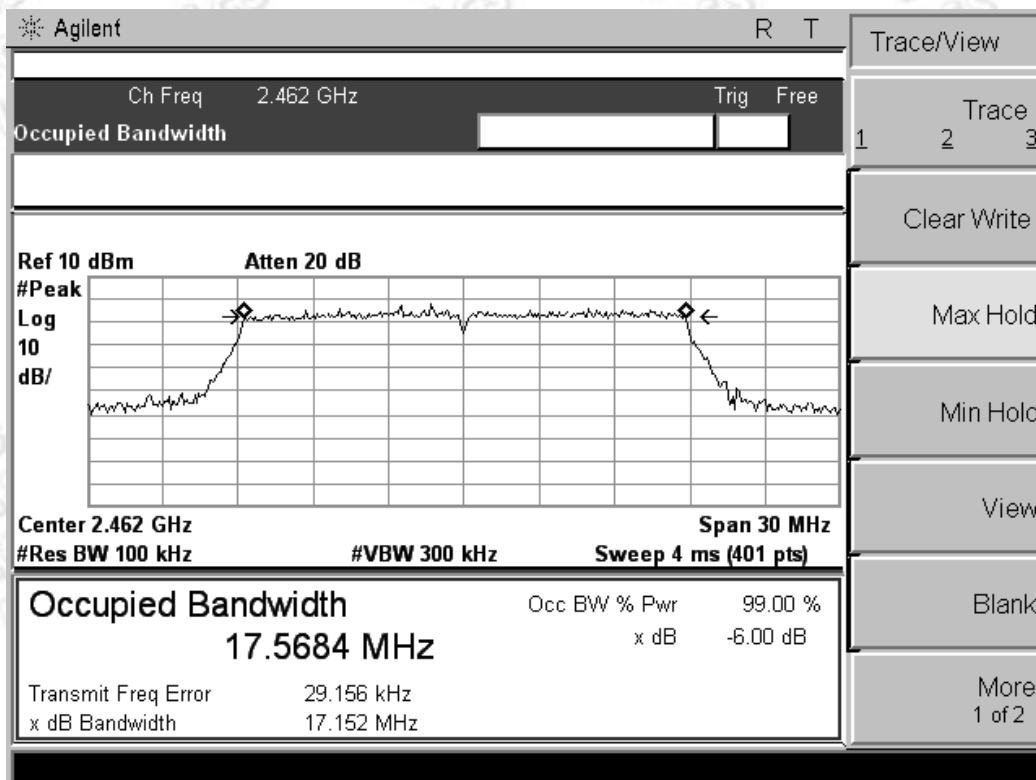 Agilent R T
Ch Freq 2.462 GHz Trig Free
Occupied Bandwidth
Ref 10 dBm Atten 20 dB
#Peak
Log
10
dB/
Center 2.462 GHz Span 30 MHz
#Res BW 100 kHz #VBW 300 kHz Sweep 4 ms (401 pts)
Occupied Bandwidth
17.5684 MHz
Occ BW % Pwr 99.00 %
x dB -6.00 dB
Transmit Freq Error 29.156 kHz
x dB Bandwidth 17.152 MHz
Trace/View
Trace
1 2 3
Clear Write
Max Hold
Min Hold
View
Blank
More
1 of 2